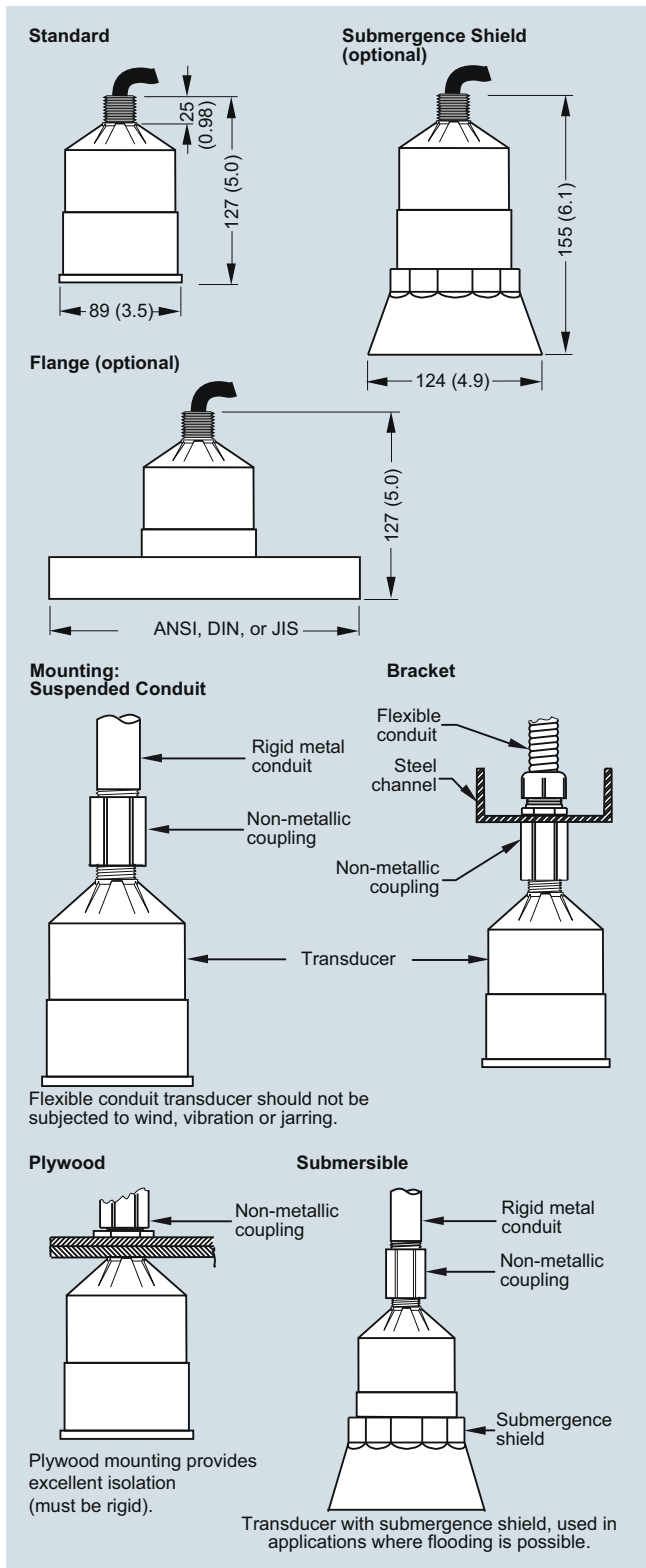 Standard
25
(0.98)
127 (5.0)
89 (3.5)
Submergence Shield
(optional)
155 (6.1)
124 (4.9)
Flange (optional)
127 (5.0)
ANSI, DIN, or JIS
Mounting:
Suspended Conduit
Rigid metal
conduit
Non-metallic
coupling
Bracket
Flexible
conduit
Steel
channel
Non-metallic
coupling
Transducer
Flexible conduit transducer should not be
subjected to wind, vibration or jarring.
Plywood
Non-metallic
coupling
Plywood mounting provides
excellent isolation
(must be rigid).
Submersible
Rigid metal
conduit
Non-metallic
coupling
Submergence
shield
Transducer with submergence shield, used in
applications where flooding is possible.